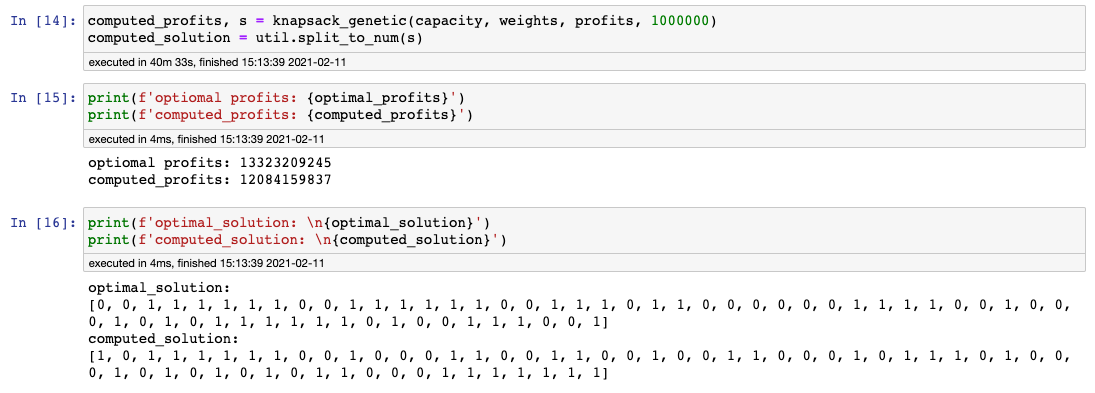 In [14]: computed_profits, s = knapsack_genetic(capacity, weights, profits, 1000000)
computed_solution = util.split_to_num(s)
executed in 40m 33s, finished 15:13:39 2021-02-11
In [15]: print(f'optiomal profits: {optimal_profits}')
print(f'computed_profits: {computed_profits}')
executed in 4ms, finished 15:13:39 2021-02-11
optiomal profits: 13323209245
computed_profits: 12084159837
In [16]: print(f'optimal_solution: \n{optimal_solution}')
print(f'computed_solution: \n{computed_solution}')
executed in 4ms, finished 15:13:39 2021-02-11
optimal_solution:
[0, 0, 1, 1, 1, 1, 1, 1, 0, 0, 1, 1, 1, 1, 1, 1, 0, 0, 1, 1, 1, 0, 1, 1, 0, 0, 0, 0, 0, 0, 1, 1, 1, 1, 0, 0, 1, 0, 0,
0, 1, 0, 1, 0, 1, 1, 1, 1, 1, 1, 0, 1, 0, 0, 1, 1, 1, 0, 0, 1]
computed_solution:
[1, 0, 1, 1, 1, 1, 1, 1, 0, 0, 1, 0, 0, 0, 1, 1, 0, 0, 1, 1, 0, 0, 1, 0, 0, 1, 1, 0, 0, 0, 1, 0, 1, 1, 1, 0, 1, 0, 0,
0, 1, 0, 1, 0, 1, 0, 1, 0, 1, 1, 0, 0, 0, 1, 1, 1, 1, 1, 1, 1]